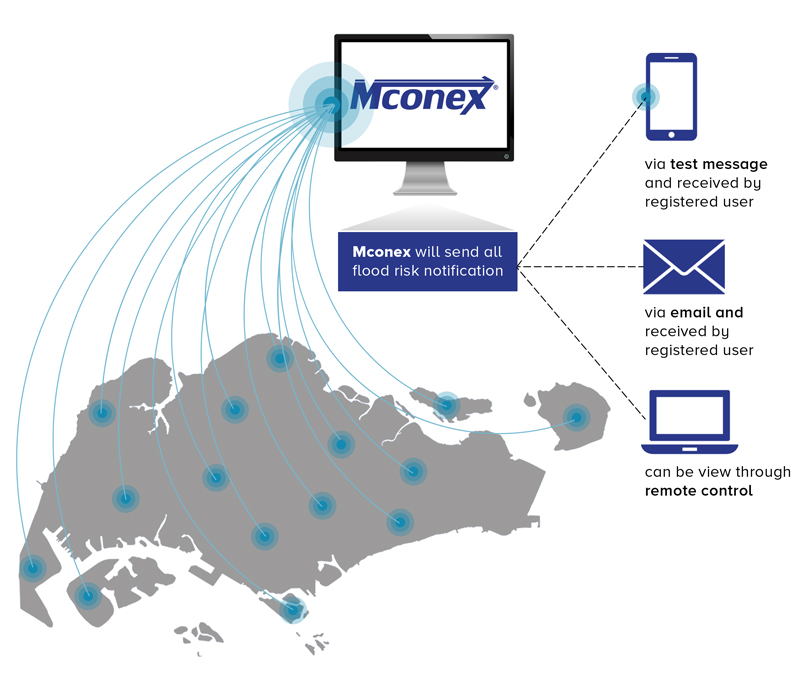 Mconex®
Mconex will send all
flood risk notification
via test message
and received by
registered user
via email and
received by
registered user
can be view through
remote control